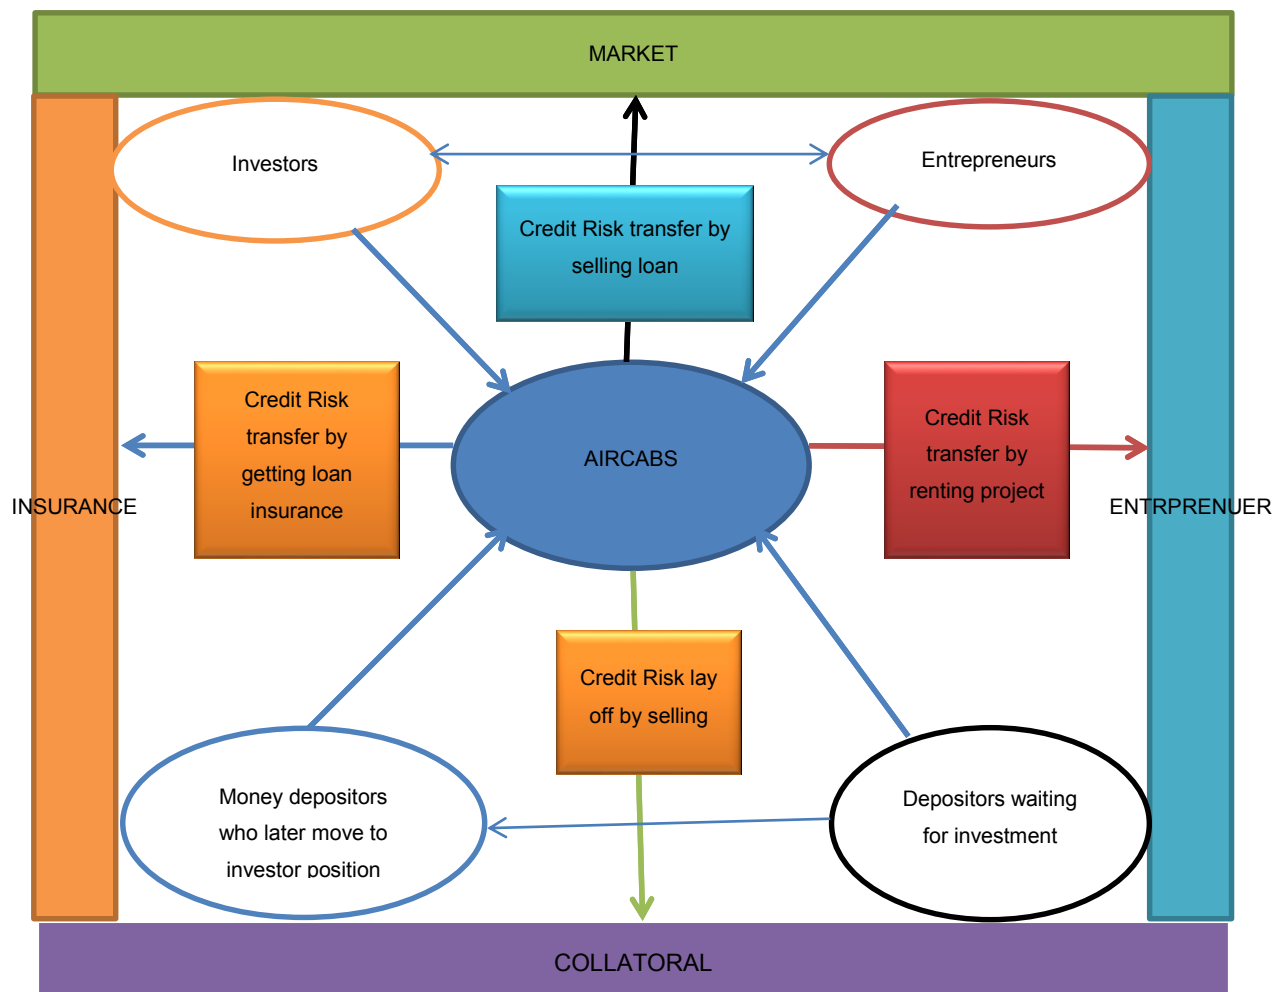 MARKET
Investors
Entrepreneurs
Credit Risk transfer by
selling loan
Credit Risk
transfer by
getting loan
insurance
AIRCABS
Credit Risk
transfer by
renting project
INSURANCE
ENTRPRENUER
Credit Risk lay
off by selling
Money depositors
who later move to
investor position
Depositors waiting
for investment
COLLATORAL